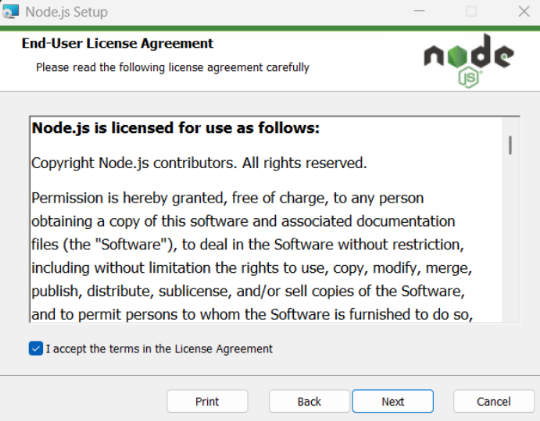 Node.js Setup
End-User License Agreement
Please read the following license agreement carefully
node
JS
Node.js is licensed for use as follows:
Copyright Node.js contributors. All rights reserved.
Permission is hereby granted, free of charge, to any person
obtaining a copy of this software and associated documentation
files (the "Software"), to deal in the Software without restriction,
including without limitation the rights to use, copy, modify, merge,
publish, distribute, sublicense, and/or sell copies of the Software,
and to permit persons to whom the Software is furnished to do so,
I accept the terms in the License Agreement
Print Back Next Cancel